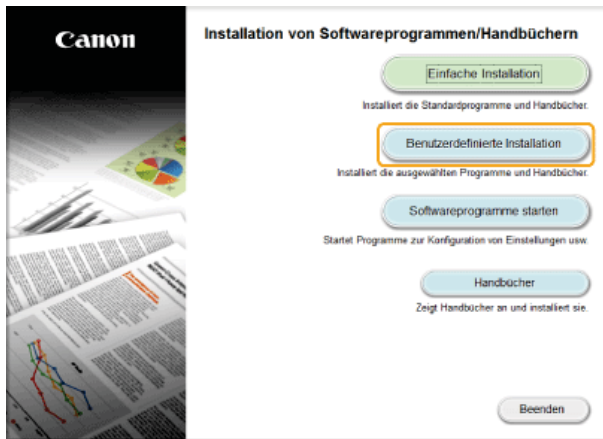 Canon
Installation von Softwareprogrammen/Handbüchern
Einfache Installation
Installiert die Standardprogramme und Handbücher.
Benutzerdefinierte Installation
Installiert die ausgewählten Programme und Handbücher.
Softwareprogramme starten
Startet Programme zur Konfiguration von Einstellungen usw.
Handbücher
Zeigt Handbücher an und installiert sie.
Beenden